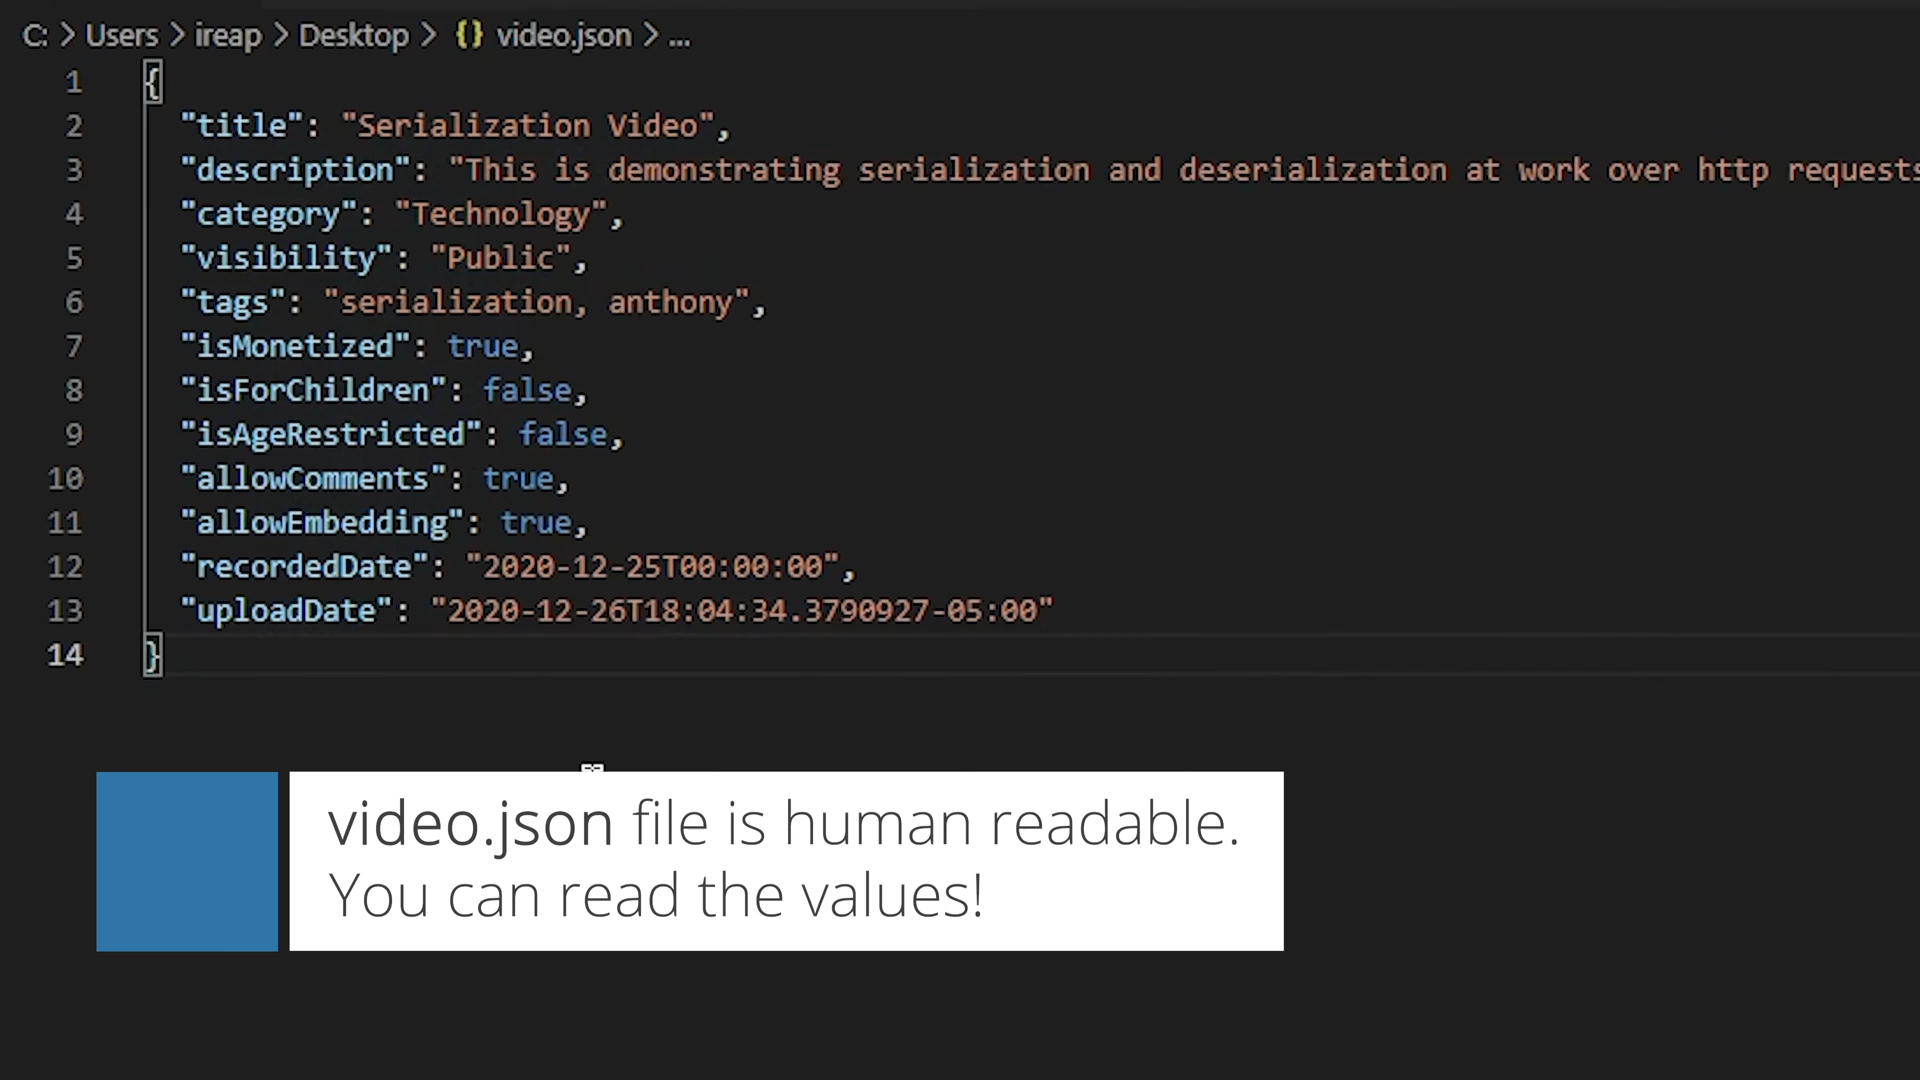 C: > Users > ireap > Desktop > {} video.json > ...
1 {
2 "title": "Serialization Video",
3 "description": "This is demonstrating serialization and deserialization at work over http requests
4 "category": "Technology",
5 "visibility": "Public",
6 "tags": "serialization, anthony",
7 "isMonetized": true,
8 "isForChildren": false,
9 "isAgeRestricted": false,
10 "allowComments": true,
11 "allowEmbedding": true,
12 "recordedDate": "2020-12-25T00:00:00",
13 "uploadDate": "2020-12-26T18:04:34.3790927-05:00"
14 }
video.json file is human readable.
You can read the values!